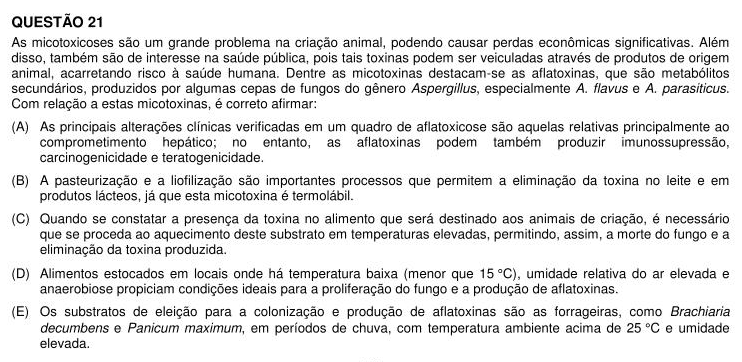 QUESTÃO 21
As micotoxicoses são um grande problema na criação animal, podendo causar perdas econômicas significativas. Além
disso, também são de interesse na saúde pública, pois tais toxinas podem ser veiculadas através de produtos de origem
animal, acarretando risco à saúde humana. Dentre as micotoxinas destacam-se as aflatoxinas, que são metabólitos
secundários, produzidos por algumas cepas de fungos do gênero Aspergillus, especialmente A. flavus e A. parasiticus.
Com relação a estas micotoxinas, é correto afirmar:
(A) As principais alterações clínicas verificadas em um quadro de aflatoxicose são aquelas relativas principalmente ao
comprometimento hepático; no entanto, as aflatoxinas podem também produzir imunossupressão,
carcinogenicidade e teratogenicidade.
(B) A pasteurização e a liofilização são importantes processos que permitem a eliminação da toxina no leite e em
produtos lácteos, já que esta micotoxina é termolábil.
(C) Quando se constatar a presença da toxina no alimento que será destinado aos animais de criação, é necessário
que se proceda ao aquecimento deste substrato em temperaturas elevadas, permitindo, assim, a morte do fungo e a
eliminação da toxina produzida.
(D) Alimentos estocados em locais onde há temperatura baixa (menor que 15 °C), umidade relativa do ar elevada e
anaerobiose propiciam condições ideais para a proliferação do fungo e a produção de aflatoxinas.
(E) Os substratos de eleição para a colonização e produção de aflatoxinas são as forrageiras, como Brachiaria
decumbens e Panicum maximum, em períodos de chuva, com temperatura ambiente acima de 25 °C e umidade
elevada.